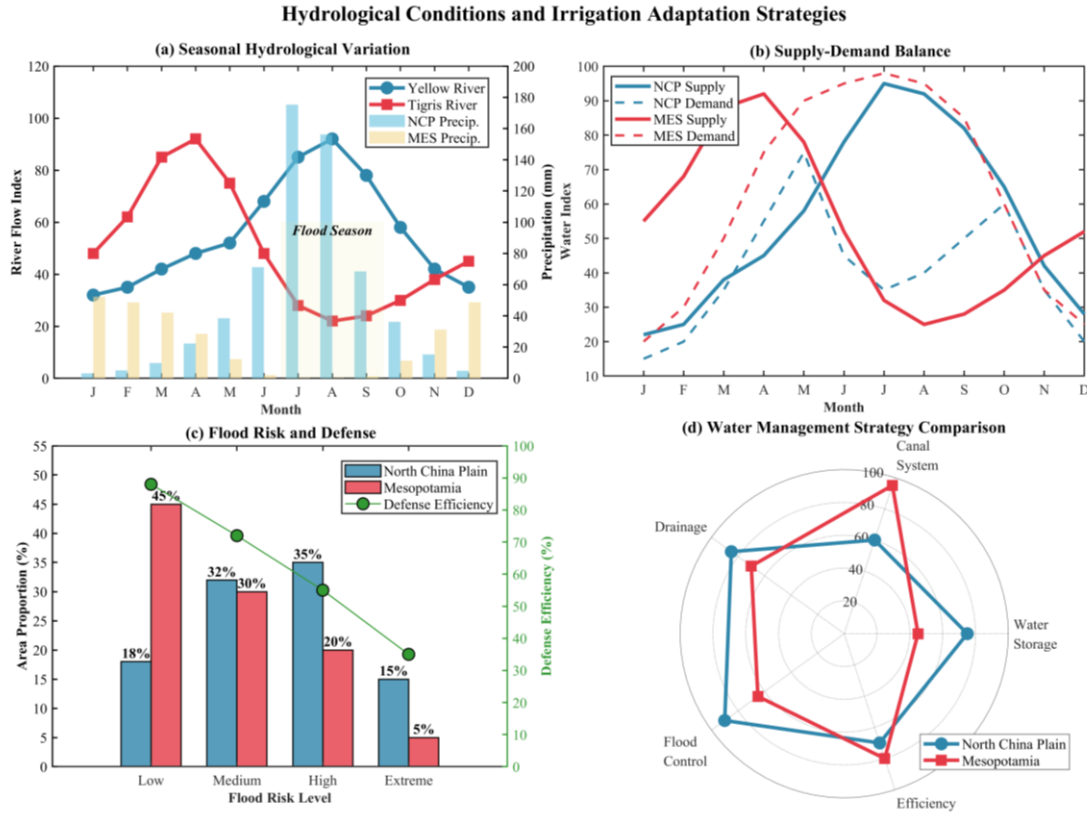 Hydrological Conditions and Irrigation Adaptation Strategies
(a) Seasonal Hydrological Variation
120
100
80
60
40
20
0
River Flow Index
200
180
160
140
120
100
80
60
40
20
0
Precipitation (mm)
Yellow River
Tigris River
NCP Precip.
MES Precip.
Flood Season
J F M A M J J A S O N D
Month
(b) Supply-Demand Balance
100
90
80
70
60
50
40
30
20
10
Water Index
NCP Supply
NCP Demand
MES Supply
MES Demand
J F M A M J J A S O N D
Month
(c) Flood Risk and Defense
55
50
45
40
35
30
25
20
15
10
5
0
Area Proportion (%)
100
90
80
70
60
50
40
30
20
10
0
Defense Efficiency (%)
North China Plain
Mesopotamia
Defense Efficiency
18%
45%
32%
30%
35%
20%
15%
5%
Low Medium High Extreme
Flood Risk Level
(d) Water Management Strategy Comparison
Canal
System
100
80
60
40
20
Drainage
Water
Storage
Flood
Control
Efficiency
North China Plain
Mesopotamia